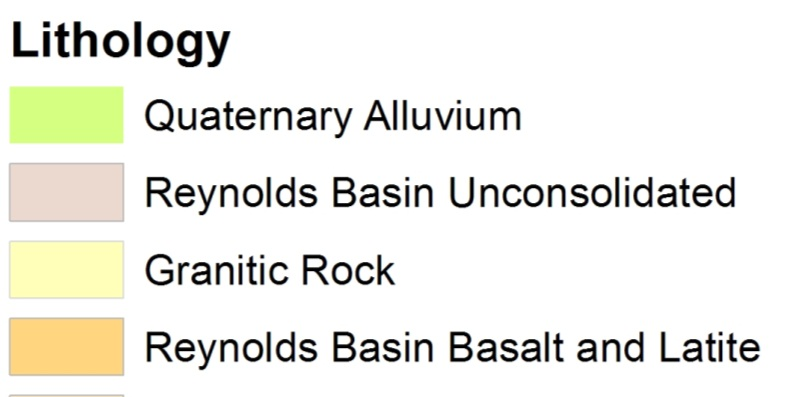 Lithology
Quaternary Alluvium
Reynolds Basin Unconsolidated
Granitic Rock
Reynolds Basin Basalt and Latite